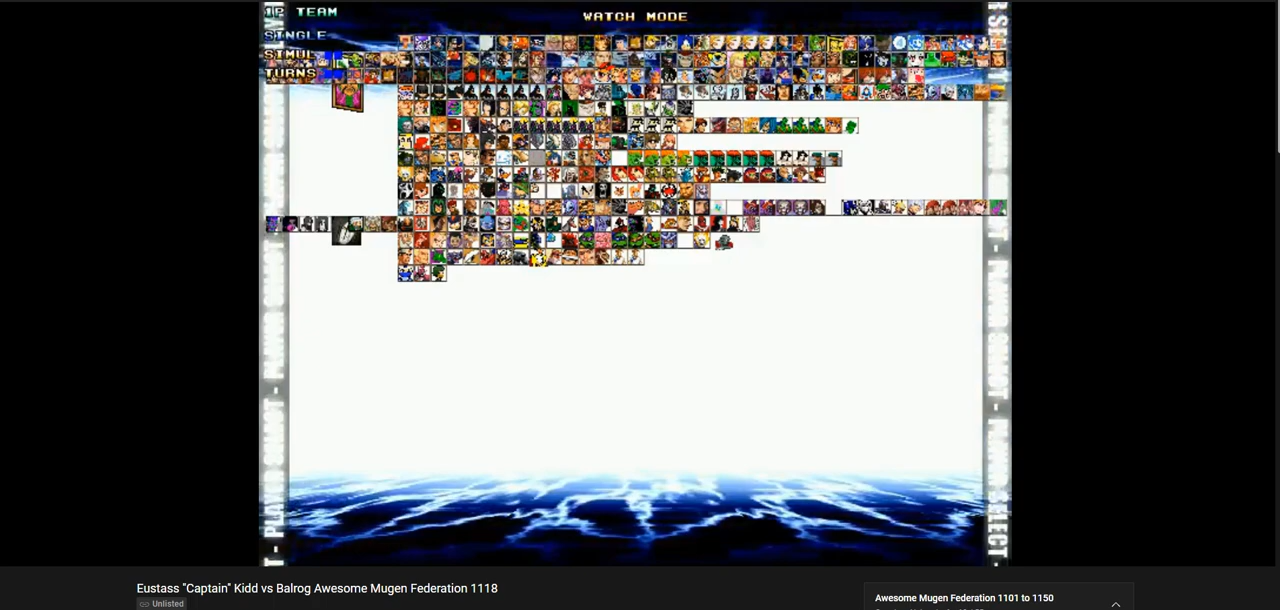 1P TEAM
WATCH MODE
SINGLE
SIMUL
TURNS
Eustass "Captain" Kidd vs Balrog Awesome Mugen Federation 1118
Unlisted
Awesome Mugen Federation 1101 to 1150